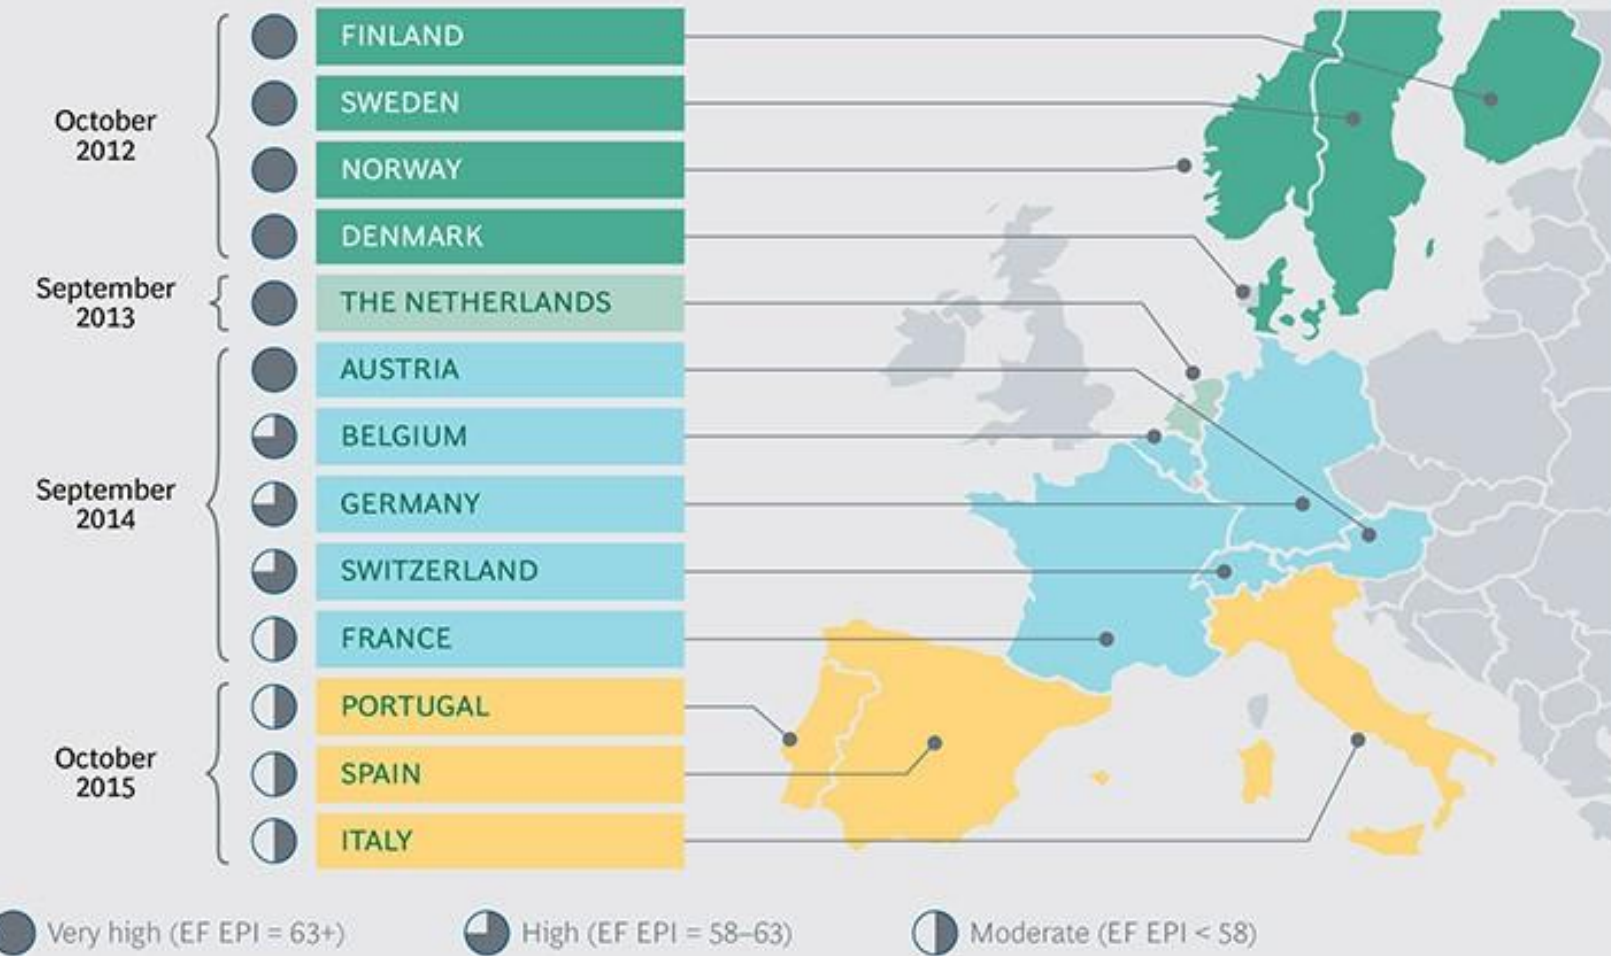 October
2012
FINLAND
SWEDEN
NORWAY
DENMARK
September
2013
THE NETHERLANDS
September
2014
AUSTRIA
BELGIUM
GERMANY
SWITZERLAND
FRANCE
October
2015
PORTUGAL
SPAIN
ITALY
Very high (EF EPI = 63+)
High (EF EPI = 58–63)
Moderate (EF EPI < 58)